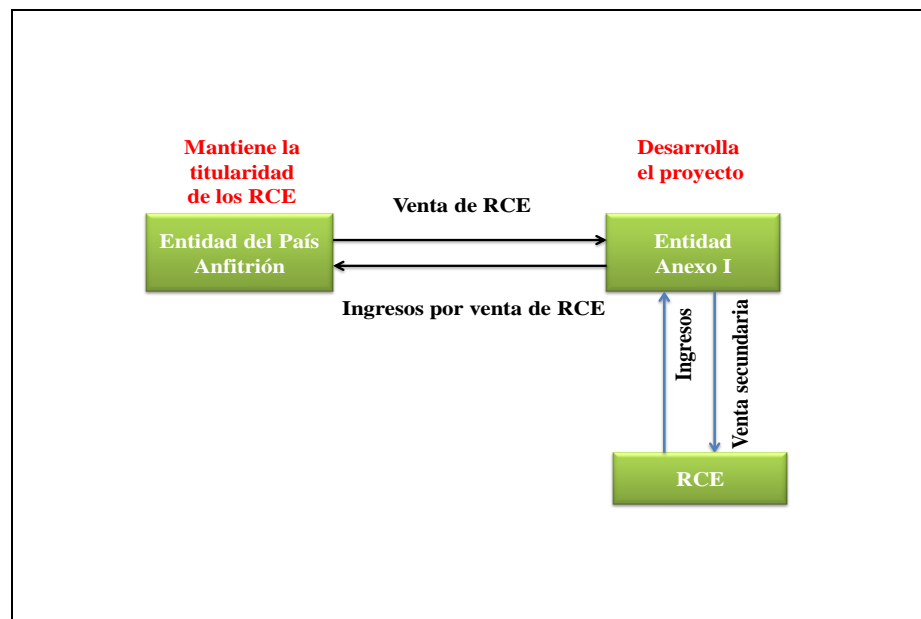 Mantiene la
titularidad
de los RCE
Desarrolla
el proyecto
Venta de RCE
Entidad del País
Anfitrión
Entidad
Anexo I
Ingresos por venta de RCE
Ingresos
Venta secundaria
RCE